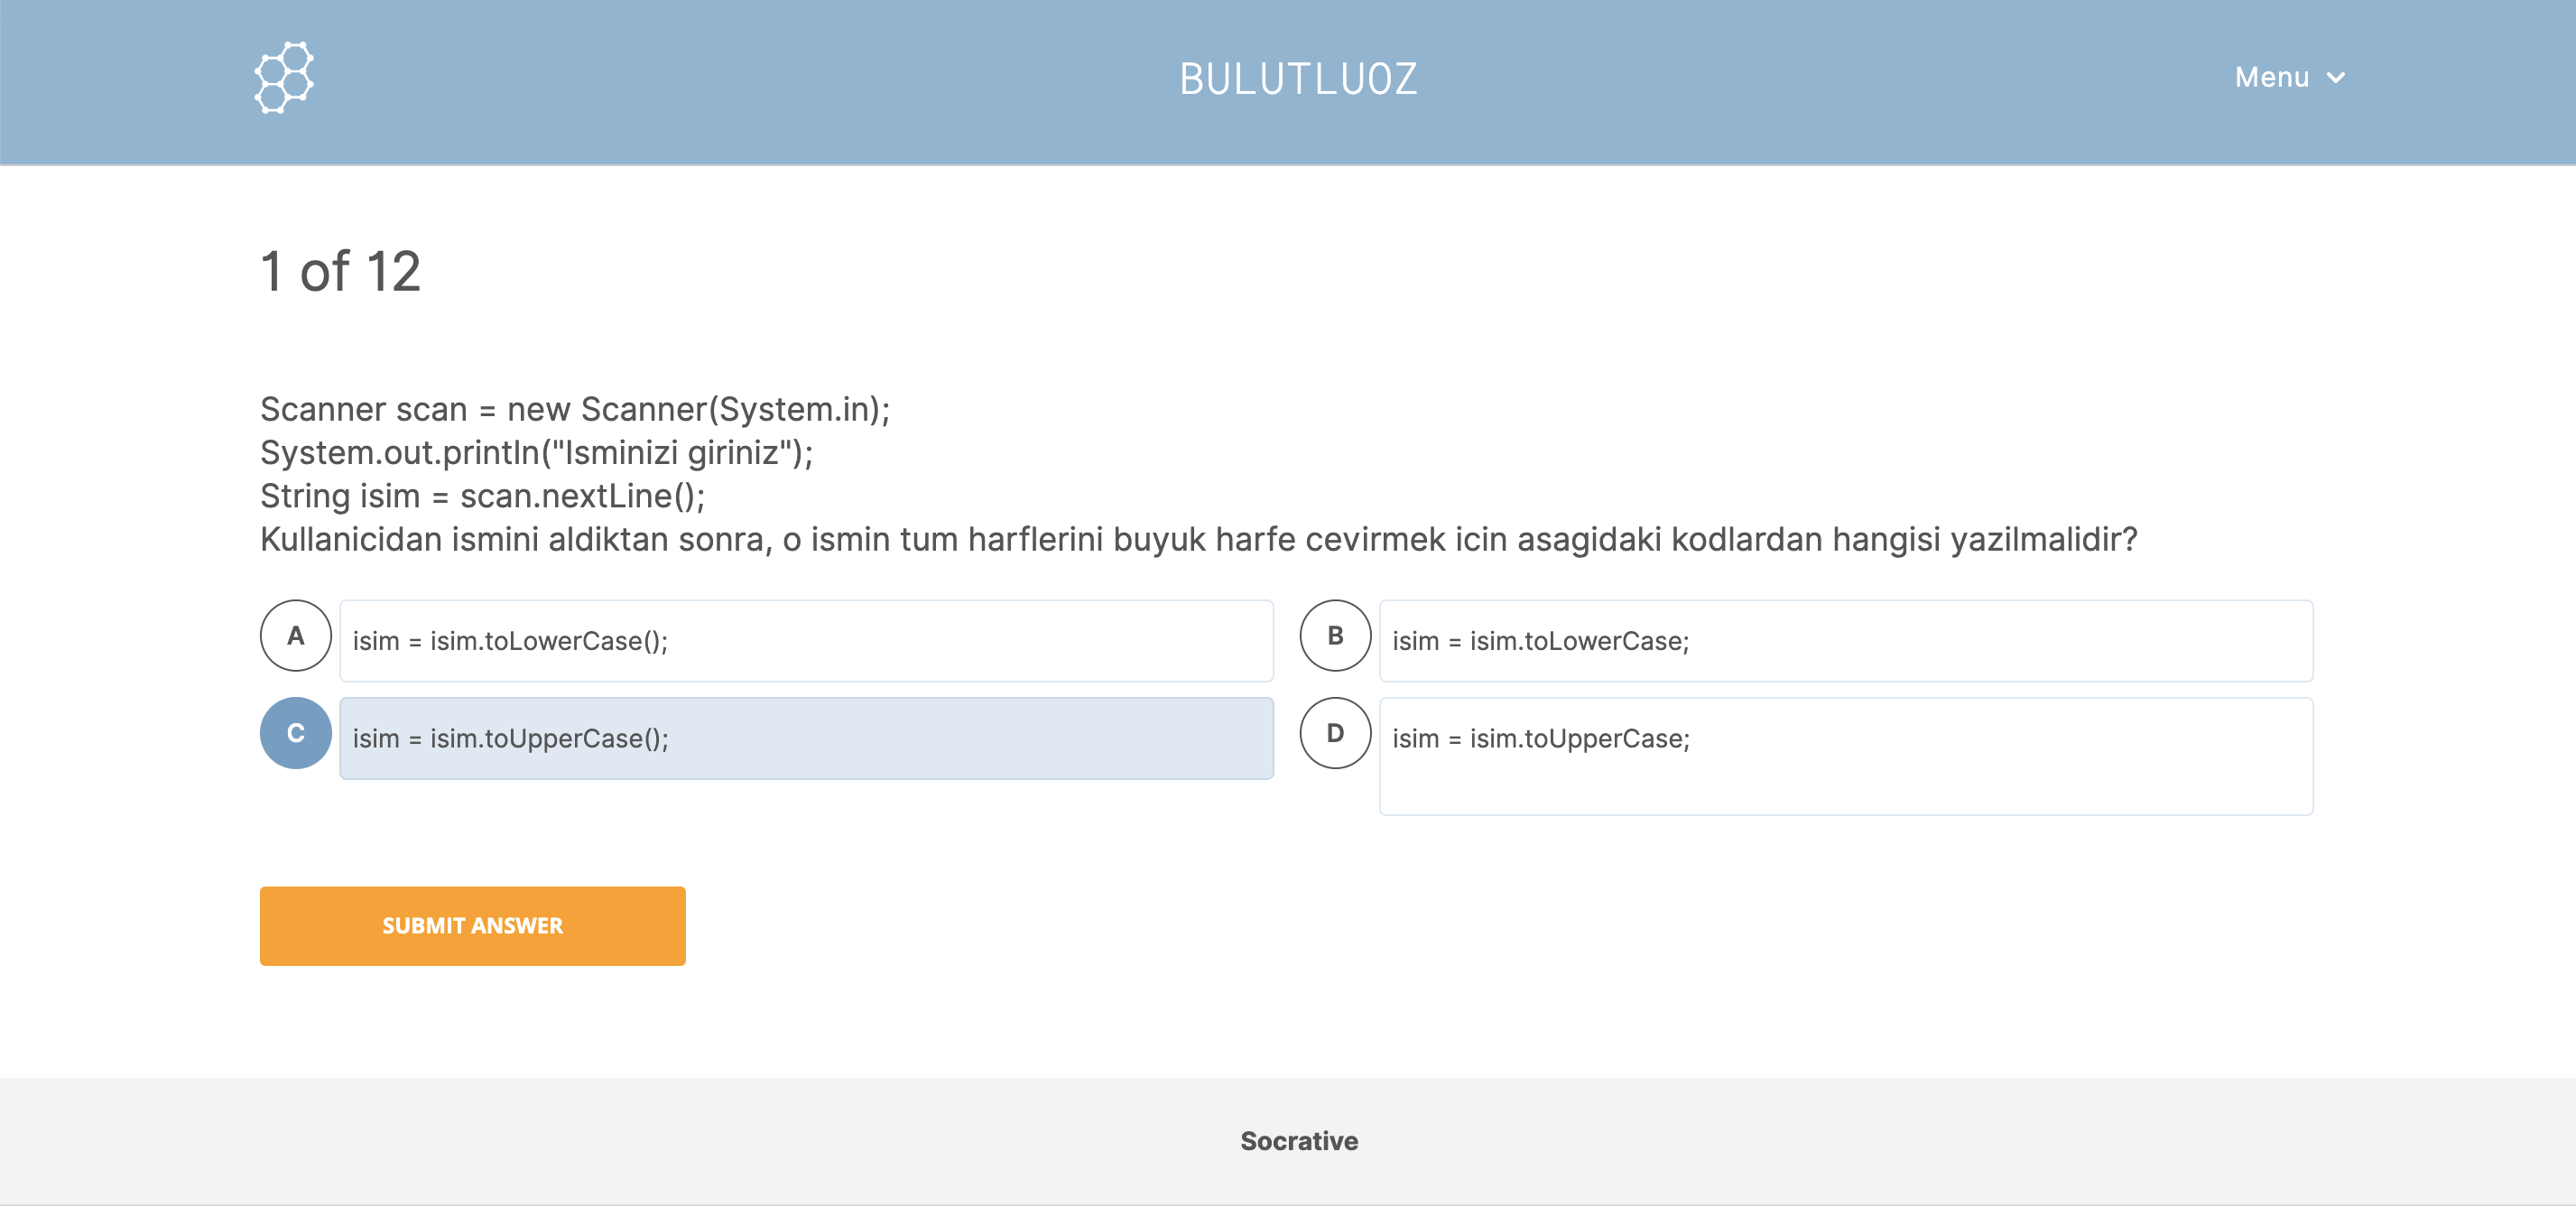 BULUTLUOZ
Menu
1 of 12
Scanner scan = new Scanner(System.in);
System.out.println("Isminizi giriniz");
String isim = scan.nextLine();
Kullanicidan ismini aldiktan sonra, o ismin tum harflerini buyuk harfe cevirmek icin asagidaki kodlardan hangisi yazilmalidir?
A isim = isim.toLowerCase();
B isim = isim.toLowerCase;
C isim = isim.toUpperCase();
D isim = isim.toUpperCase;
SUBMIT ANSWER
Socrative